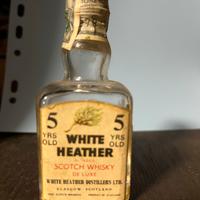 5 YRS OLD
5 YRS OLD
WHITE
HEATHER
SCOTCH WHISKY
DE LUXE
WHITE HEATHER DISTILLERS LTD.
GLASGOW SCOTLAND